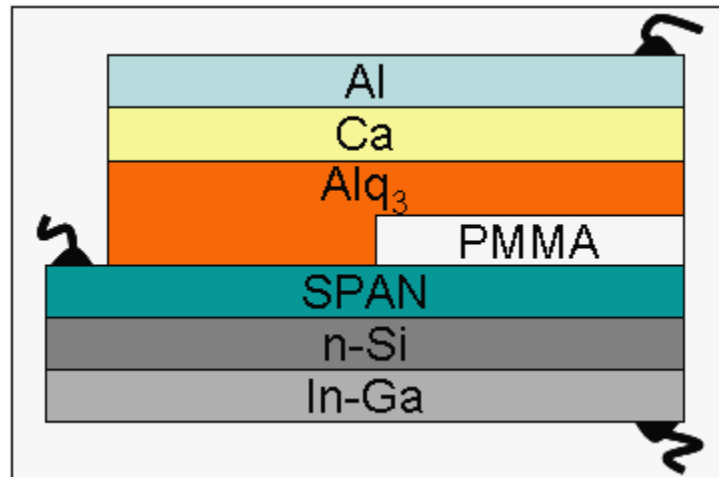 Al
Ca
Alq₃
PMMA
SPAN
n-Si
In-Ga